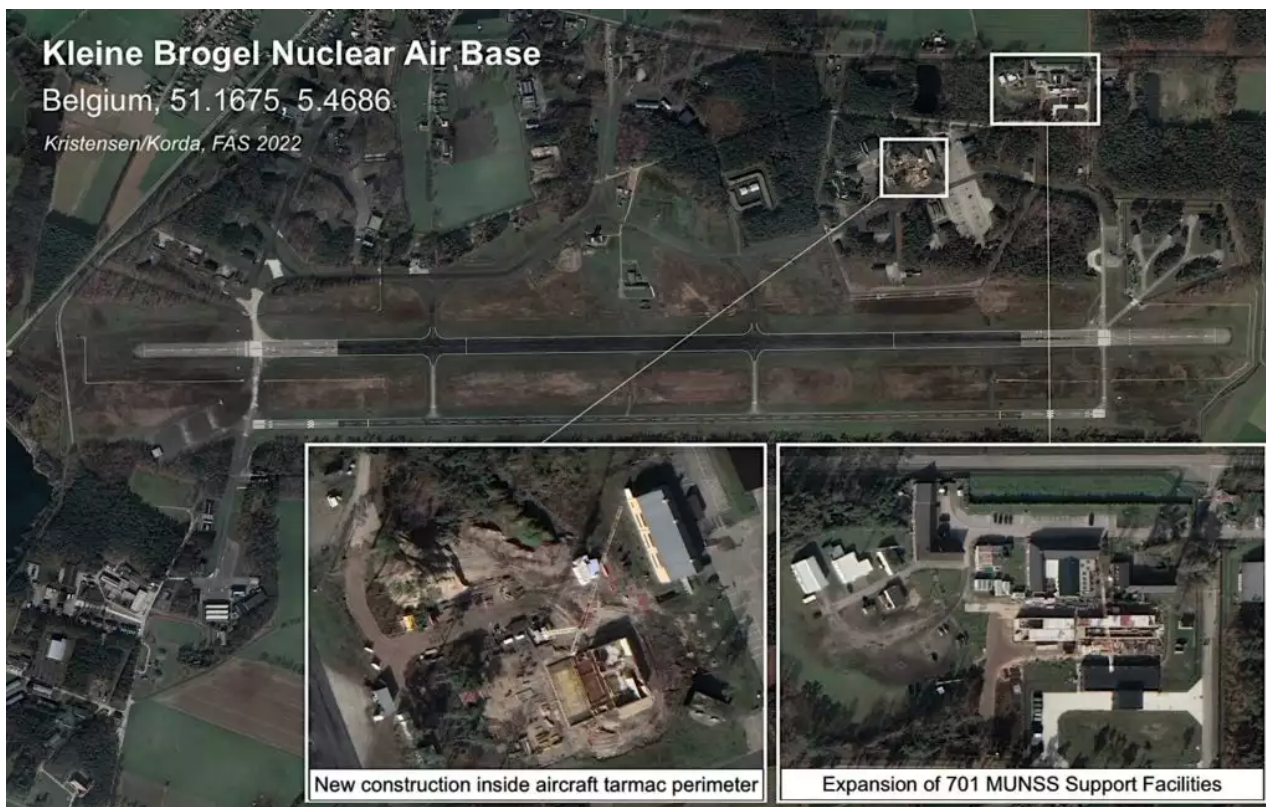 Kleine Brogel Nuclear Air Base
Belgium, 51.1675, 5.4686
Kristensen/Korda, FAS 2022
New construction inside aircraft tarmac perimeter
Expansion of 701 MUNSS Support Facilities